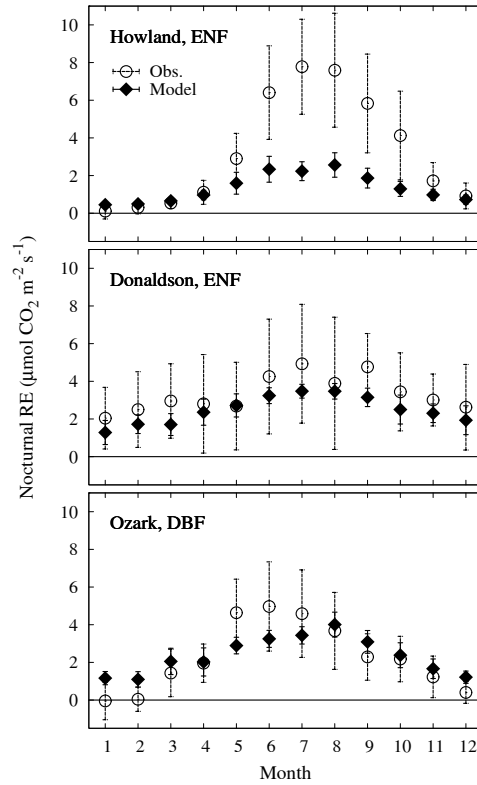 10
8
6
4
2
0
Howland, ENF
Obs.
Model
10
8
6
4
2
0
Donaldson, ENF
Nocturnal RE (μmol CO₂ m⁻² s⁻¹)
10
8
6
4
2
0
Ozark, DBF
1 2 3 4 5 6 7 8 9 10 11 12
Month